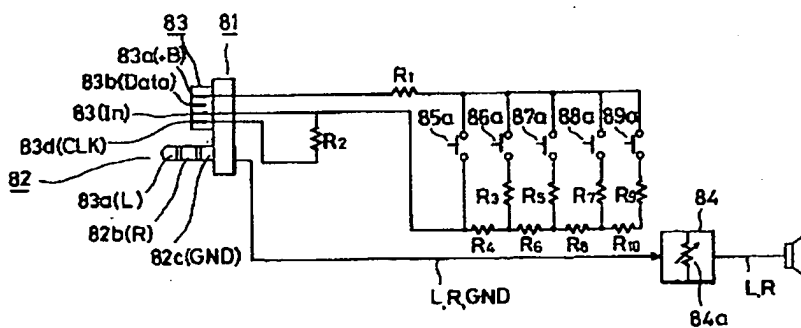 83
81
83a(+B)
83b(Data)
83(In)
83d(CLK)
82
83a(L)
82b(R)
82c(GND)
R1
R2
85a
86a
87a
88a
89a
R3
R5
R7
R9
R4
R6
R8
R10
84
84a
L,R,GND
L,R